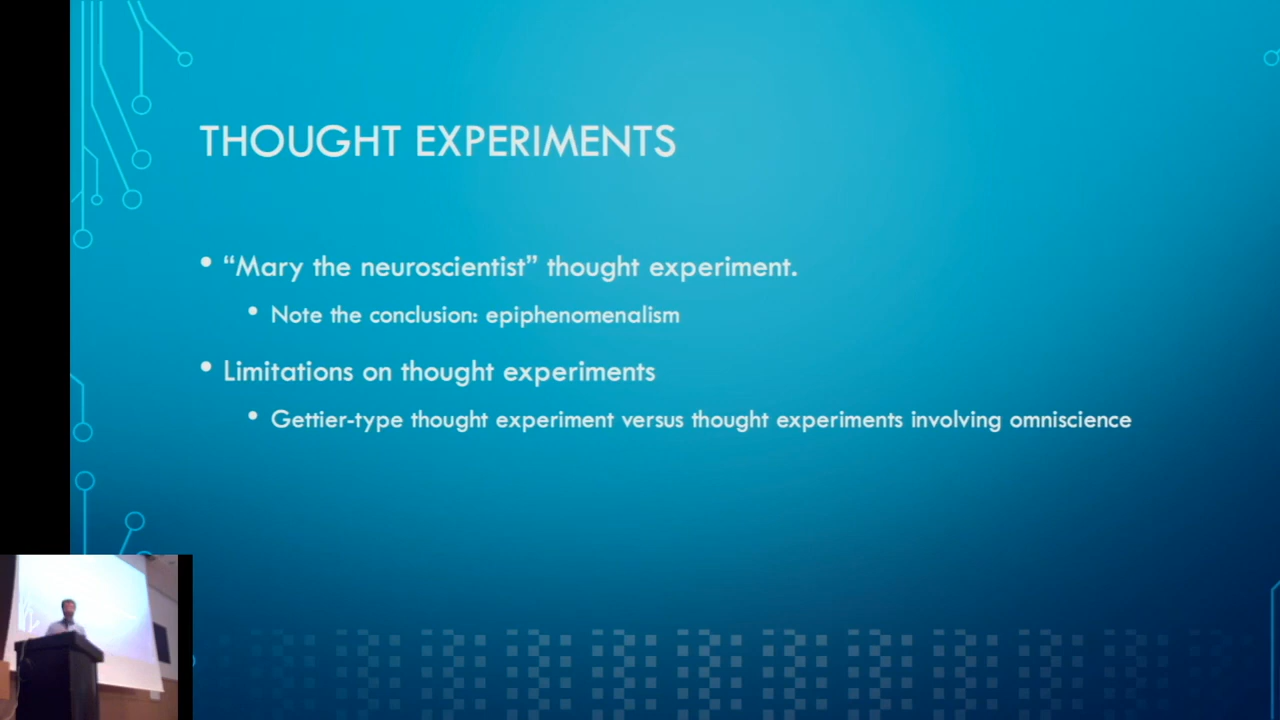 THOUGHT EXPERIMENTS
• “Mary the neuroscientist” thought experiment.
• Note the conclusion: epiphenomenalism
• Limitations on thought experiments
• Gettier-type thought experiment versus thought experiments involving omniscience